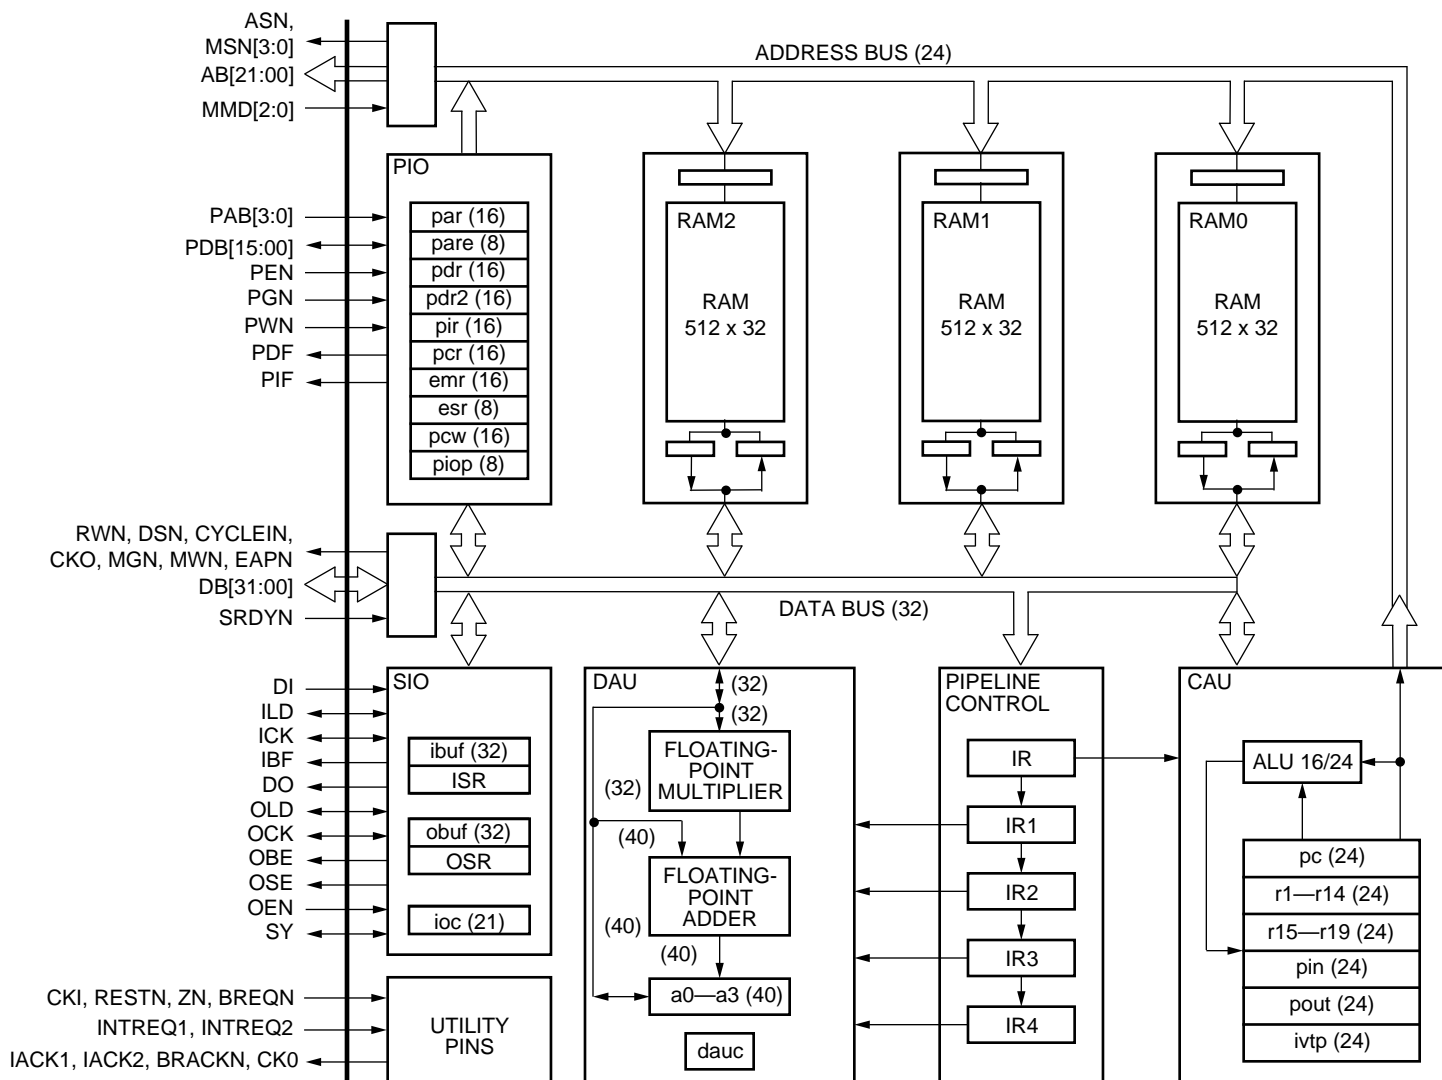 ASN,
MSN[3:0]
AB[21:00]
MMD[2:0]
ADDRESS BUS (24)
PIO
PAB[3:0]
PDB[15:00]
PEN
PGN
PWN
PDF
PIF
par (16)
pare (8)
pdr (16)
pdr2 (16)
pir (16)
pcr (16)
emr (16)
esr (8)
pcw (16)
piop (8)
RAM2
RAM
512 x 32
RAM1
RAM
512 x 32
RAM0
RAM
512 x 32
RWN, DSN, CYCLEIN,
CKO, MGN, MWN, EAPN
DB[31:00]
SRDYN
DATA BUS (32)
DI
ILD
ICK
IBF
DO
OLD
OCK
OBE
OSE
OEN
SY
SIO
ibuf (32)
ISR
obuf (32)
OSR
ioc (21)
DAU
(32)
(32)
FLOATING-
POINT
MULTIPLIER
(32)
(40)
FLOATING-
POINT
ADDER
(40)
(40)
a0—a3 (40)
dauc
PIPELINE
CONTROL
IR
IR1
IR2
IR3
IR4
CAU
ALU 16/24
pc (24)
r1—r14 (24)
r15—r19 (24)
pin (24)
pout (24)
ivtp (24)
CKI, RESTN, ZN, BREQN
INTREQ1, INTREQ2
IACK1, IACK2, BRACKN, CK0
UTILITY
PINS